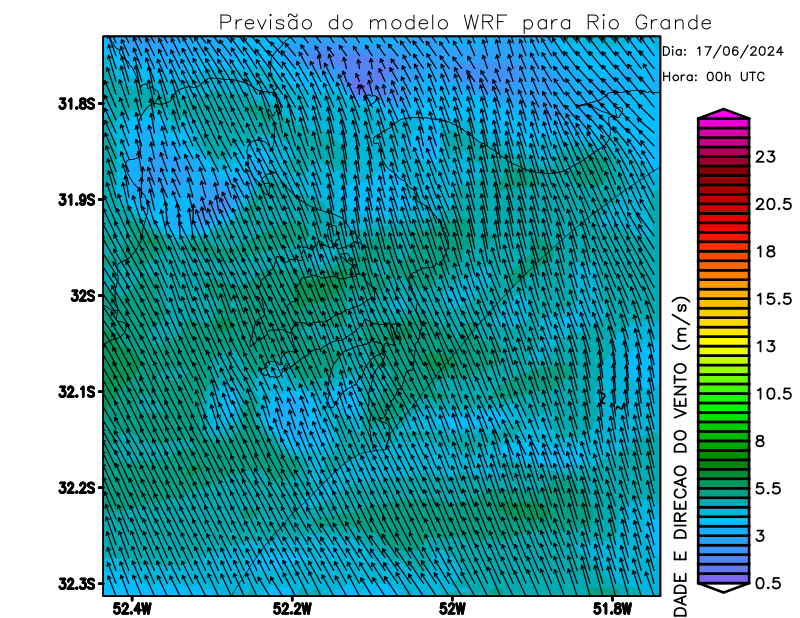 Previsão do modelo WRF para Rio Grande
Dia: 17/06/2024
Hora: 00h UTC
31.8S
31.9S
32S
32.1S
32.2S
32.3S
52.4W
52.2W
52W
51.8W
DADE E DIRECAO DO VENTO (m/s)
23
20.5
18
15.5
13
10.5
8
5.5
3
0.5